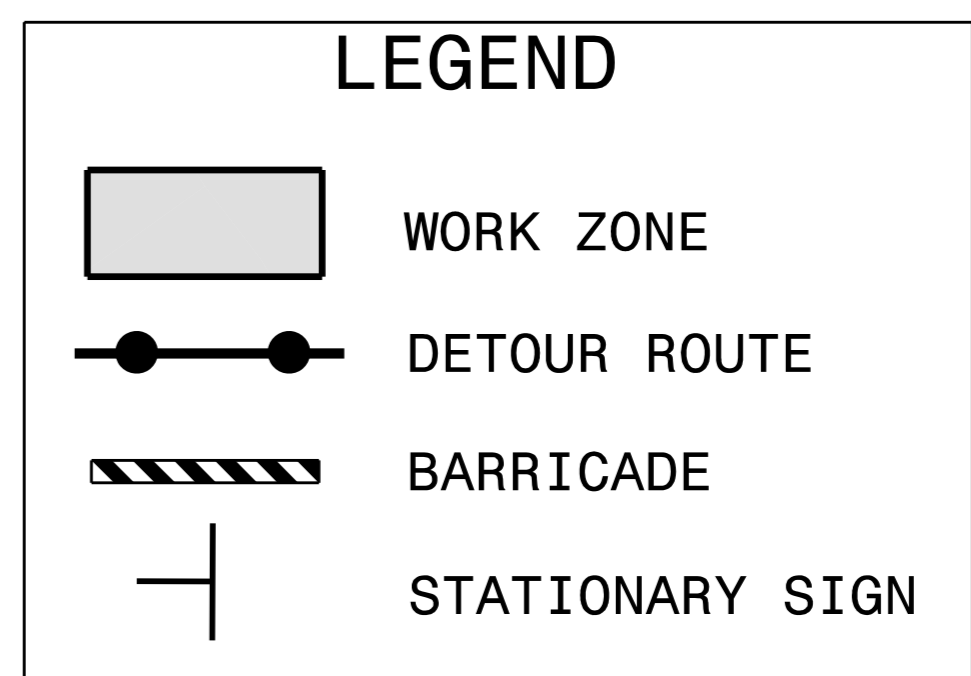 LEGEND
WORK ZONE
DETOUR ROUTE
BARRICADE
STATIONARY SIGN